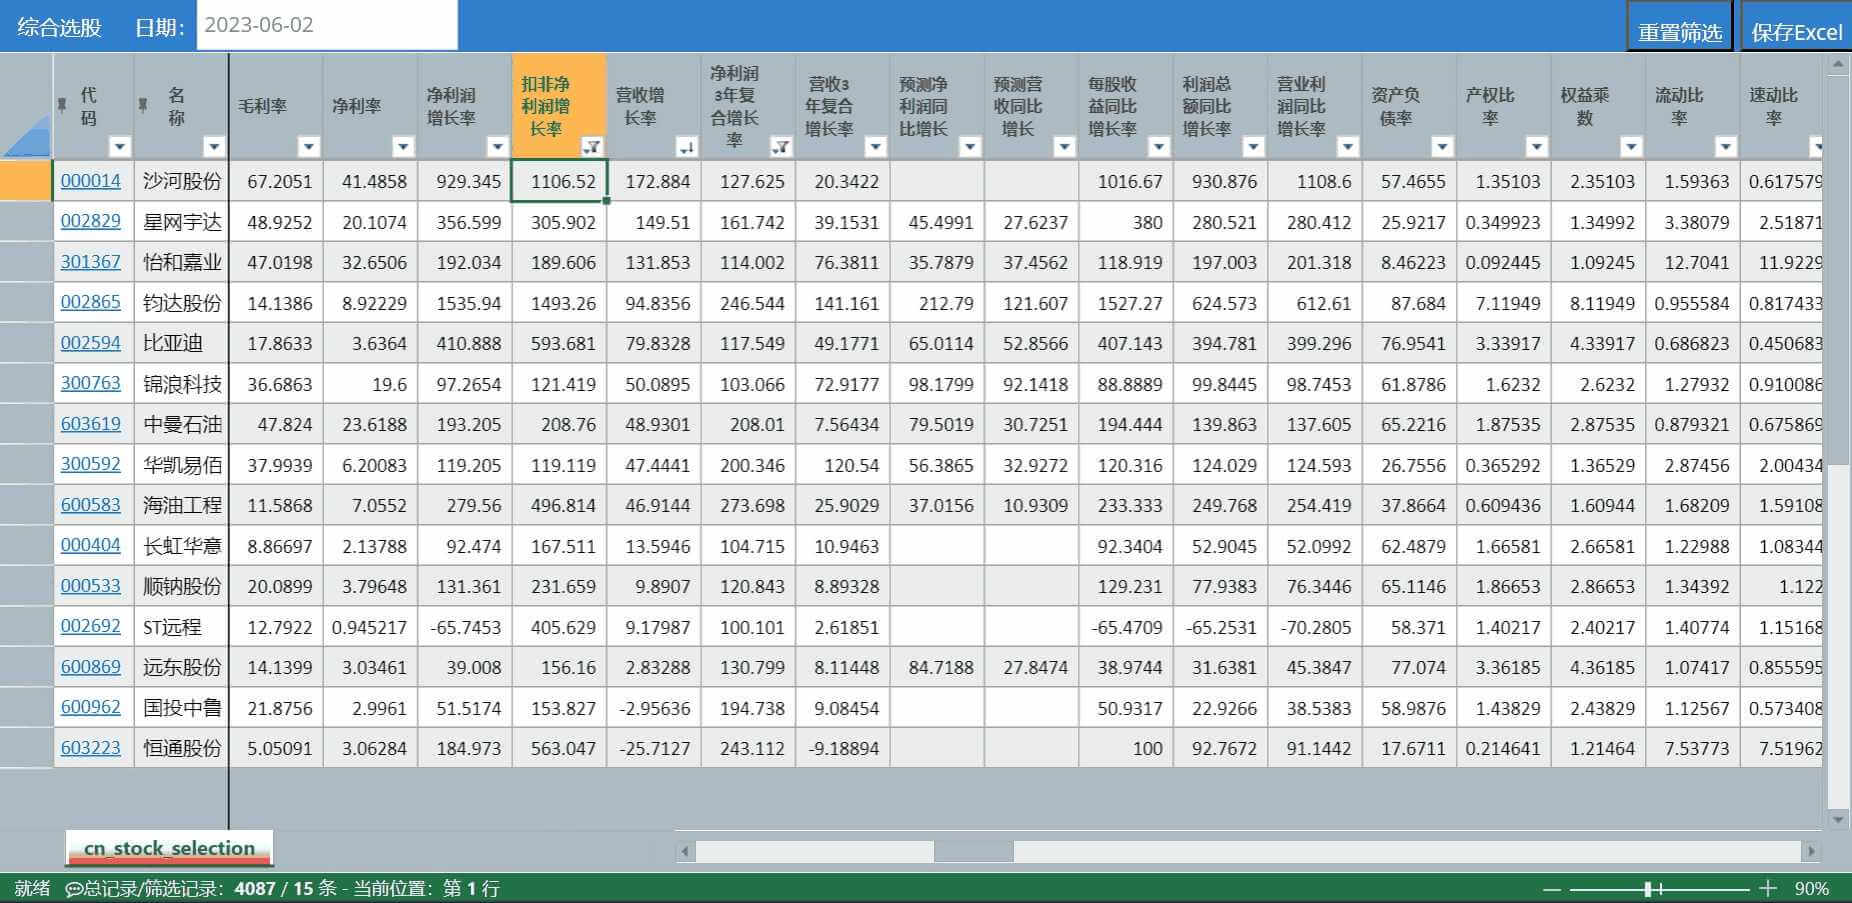 综合选股 日期： 2023-06-02 重置筛选 保存Excel
代码 名称 毛利率 净利率 净利润增长率 扣非净利润增长率 营收增长率 净利润3年复合增长率 营收3年复合增长率 预测净利润同比增长 预测营收同比增长 每股收益同比增长率 利润总额同比增长率 营业利润同比增长率 资产负债率 产权比率 权益乘数 流动比率 速动比率
000014 沙河股份 67.2051 41.4858 929.345 1106.52 172.884 127.625 20.3422 1016.67 930.876 1108.6 57.4655 1.35103 2.35103 1.59363 0.617579
002829 星网宇达 48.9252 20.1074 356.599 305.902 149.51 161.742 39.1531 45.4991 27.6237 380 280.521 280.412 25.9217 0.349923 1.34992 3.38079 2.51871
301367 怡和嘉业 47.0198 32.6506 192.034 189.606 131.853 114.002 76.3811 35.7879 37.4562 118.919 197.003 201.318 8.46223 0.092445 1.09245 12.7041 11.9229
002865 钧达股份 14.1386 8.92229 1535.94 1493.26 94.8356 246.544 141.161 212.79 121.607 1527.27 624.573 612.61 87.684 7.11949 8.11949 0.955584 0.817433
002594 比亚迪 17.8633 3.6364 410.888 593.681 79.8328 117.549 49.1771 65.0114 52.8566 407.143 394.781 399.296 76.9541 3.33917 4.33917 0.686823 0.450683
300763 锦浪科技 36.6863 19.6 97.2654 121.419 50.0895 103.066 72.9177 98.1799 92.1418 88.8889 99.8445 98.7453 61.8786 1.6232 2.6232 1.27932 0.910086
603619 中曼石油 47.824 23.6188 193.205 208.76 48.9301 208.01 7.56434 79.5019 30.7251 194.444 139.863 137.605 65.2216 1.87535 2.87535 0.879321 0.675869
300592 华凯易佰 37.9939 6.20083 119.205 119.119 47.4441 200.346 120.54 56.3865 32.9272 120.316 124.029 124.593 26.7556 0.365292 1.36529 2.87456 2.00434
600583 海油工程 11.5868 7.0552 279.56 496.814 46.9144 273.698 25.9029 37.0156 10.9309 233.333 249.768 254.419 37.8664 0.609436 1.60944 1.68209 1.59108
000404 长虹华意 8.86697 2.13788 92.474 167.511 13.5946 104.715 10.9463 92.3404 52.9045 52.0992 62.4879 1.66581 2.66581 1.22988 1.08344
000533 顺钠股份 20.0899 3.79648 131.361 231.659 9.8907 120.843 8.89328 129.231 77.9383 76.3446 65.1146 1.86653 2.86653 1.34392 1.122
002692 ST远程 12.7922 0.945217 -65.7453 405.629 9.17987 100.101 2.61851 -65.4709 -65.2531 -70.2805 58.371 1.40217 2.40217 1.40774 1.15168
600869 远东股份 14.1399 3.03461 39.008 156.16 2.83288 130.799 8.11448 84.7188 27.8474 38.9744 31.6381 45.3847 77.074 3.36185 4.36185 1.07417 0.855595
600962 国投中鲁 21.8756 2.9961 51.5174 153.827 -2.95636 194.738 9.08454 50.9317 22.9266 38.5383 58.9876 1.43829 2.43829 1.12567 0.573408
603223 恒通股份 5.05091 3.06284 184.973 563.047 -25.7127 243.112 -9.18894 100 92.7672 91.1442 17.6711 0.214641 1.21464 7.53773 7.51962
cn_stock_selection
就绪 总记录/筛选记录：4087 / 15 条 - 当前位置：第 1 行 90%